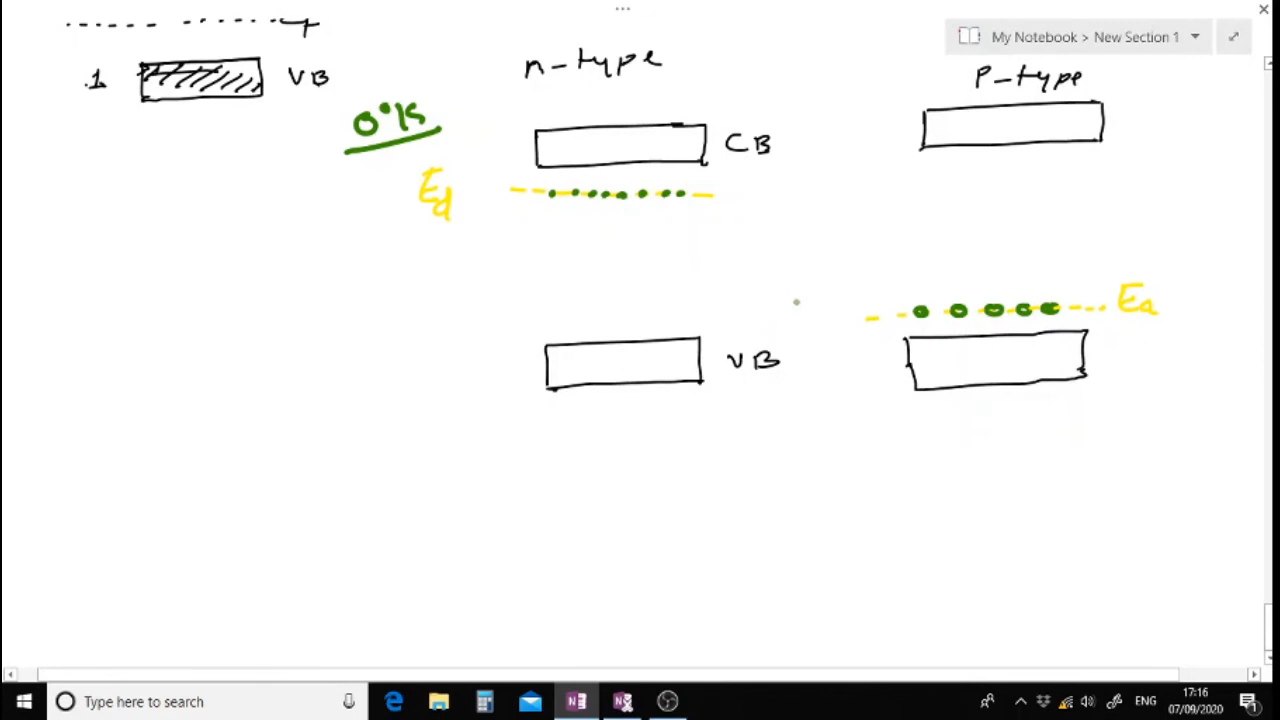 My Notebook > New Section 1
.1 VB
n-type
P-type
0°K
CB
Ed
Ea
VB
Type here to search
ENG
17:16
07/09/2020